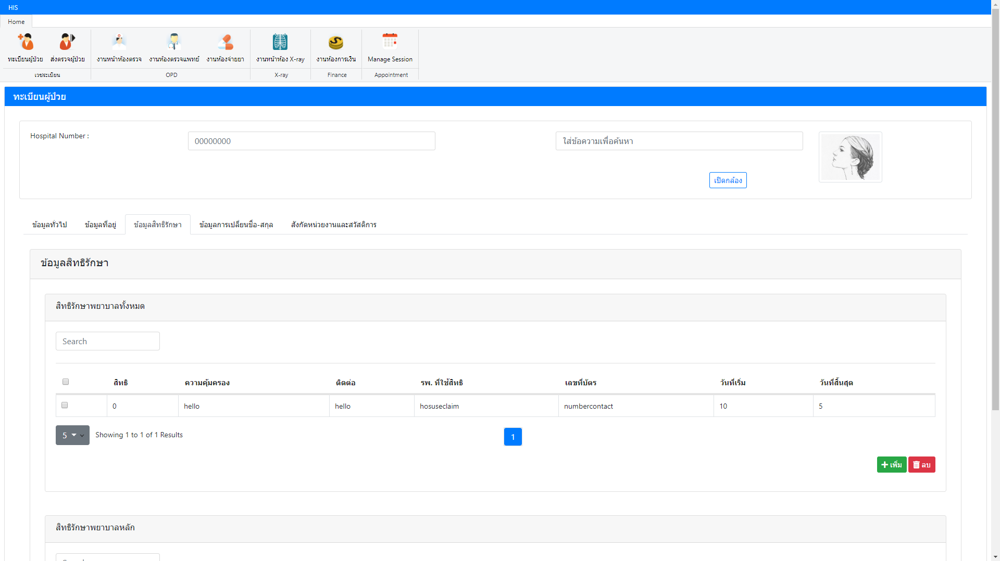 HIS
Home
ทะเบียนผู้ป่วย ส่งตรวจผู้ป่วย งานหน้าห้องตรวจ งานห้องตรวจแพทย์ งานห้องจ่ายยา งานหน้าห้อง X-ray งานห้องการเงิน Manage Session
เวชระเบียน OPD X-ray Finance Appointment
ทะเบียนผู้ป่วย
Hospital Number : 00000000 ใส่ข้อความเพื่อค้นหา
เปิดกล้อง
ข้อมูลทั่วไป ข้อมูลที่อยู่ ข้อมูลสิทธิรักษา ข้อมูลการเปลี่ยนชื่อ-สกุล สังกัดหน่วยงานและสวัสดิการ
ข้อมูลสิทธิรักษา
สิทธิรักษาพยาบาลทั้งหมด
Search
สิทธิ ความคุ้มครอง ติดต่อ รพ. ที่ใช้สิทธิ เลขที่บัตร วันที่เริ่ม วันที่สิ้นสุด
0 hello hello hosuseclaim numbercontact 10 5
5 Showing 1 to 1 of 1 Results 1
เพิ่ม ลบ
สิทธิรักษาพยาบาลหลัก